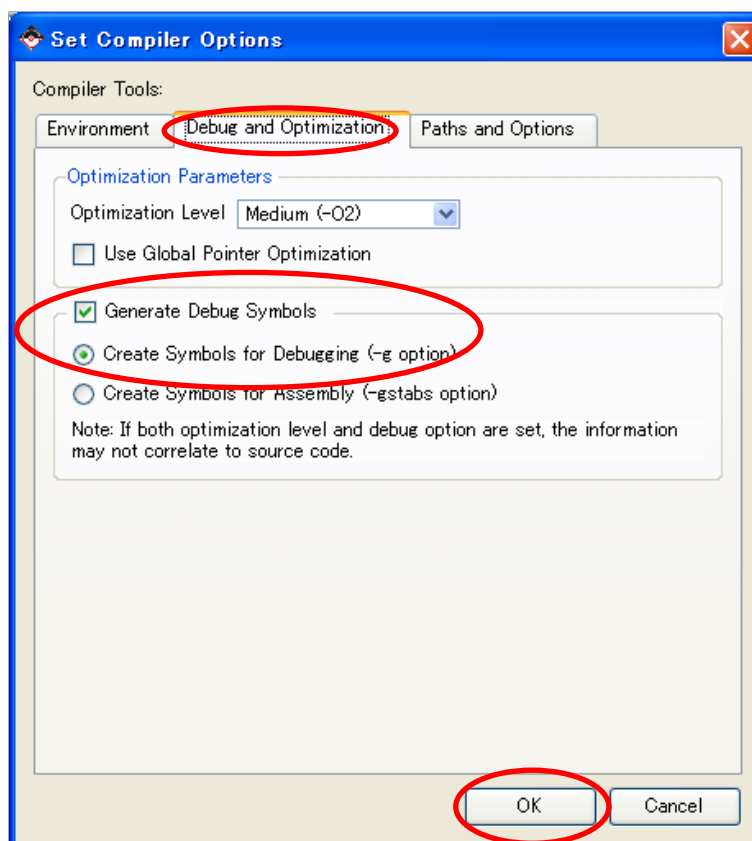 Set Compiler Options
Compiler Tools:
Environment
Debug and Optimization
Paths and Options
Optimization Parameters
Optimization Level
Medium (-O2)
Use Global Pointer Optimization
Generate Debug Symbols
Create Symbols for Debugging (-g option)
Create Symbols for Assembly (-gstabs option)
Note: If both optimization level and debug option are set, the information
may not correlate to source code.
OK
Cancel